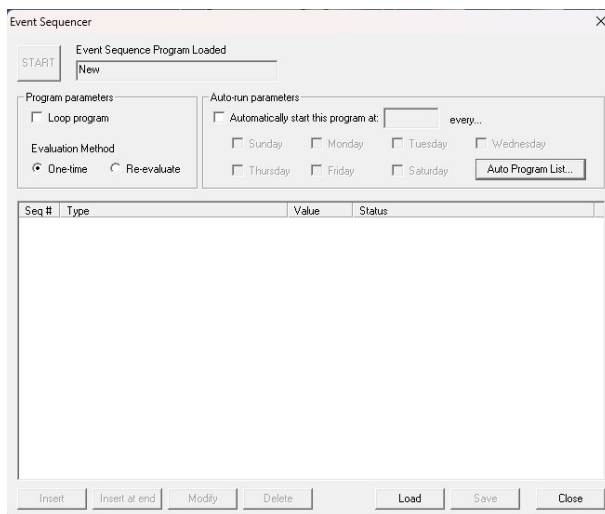 Event Sequencer
START
Event Sequence Program Loaded
New
Program parameters
Loop program
Evaluation Method
One-time Re-evaluate
Auto-run parameters
Automatically start this program at: every...
Sunday Monday Tuesday Wednesday
Thursday Friday Saturday Auto Program List...
Seq # Type Value Status
Insert Insert at end Modify Delete Load Save Close